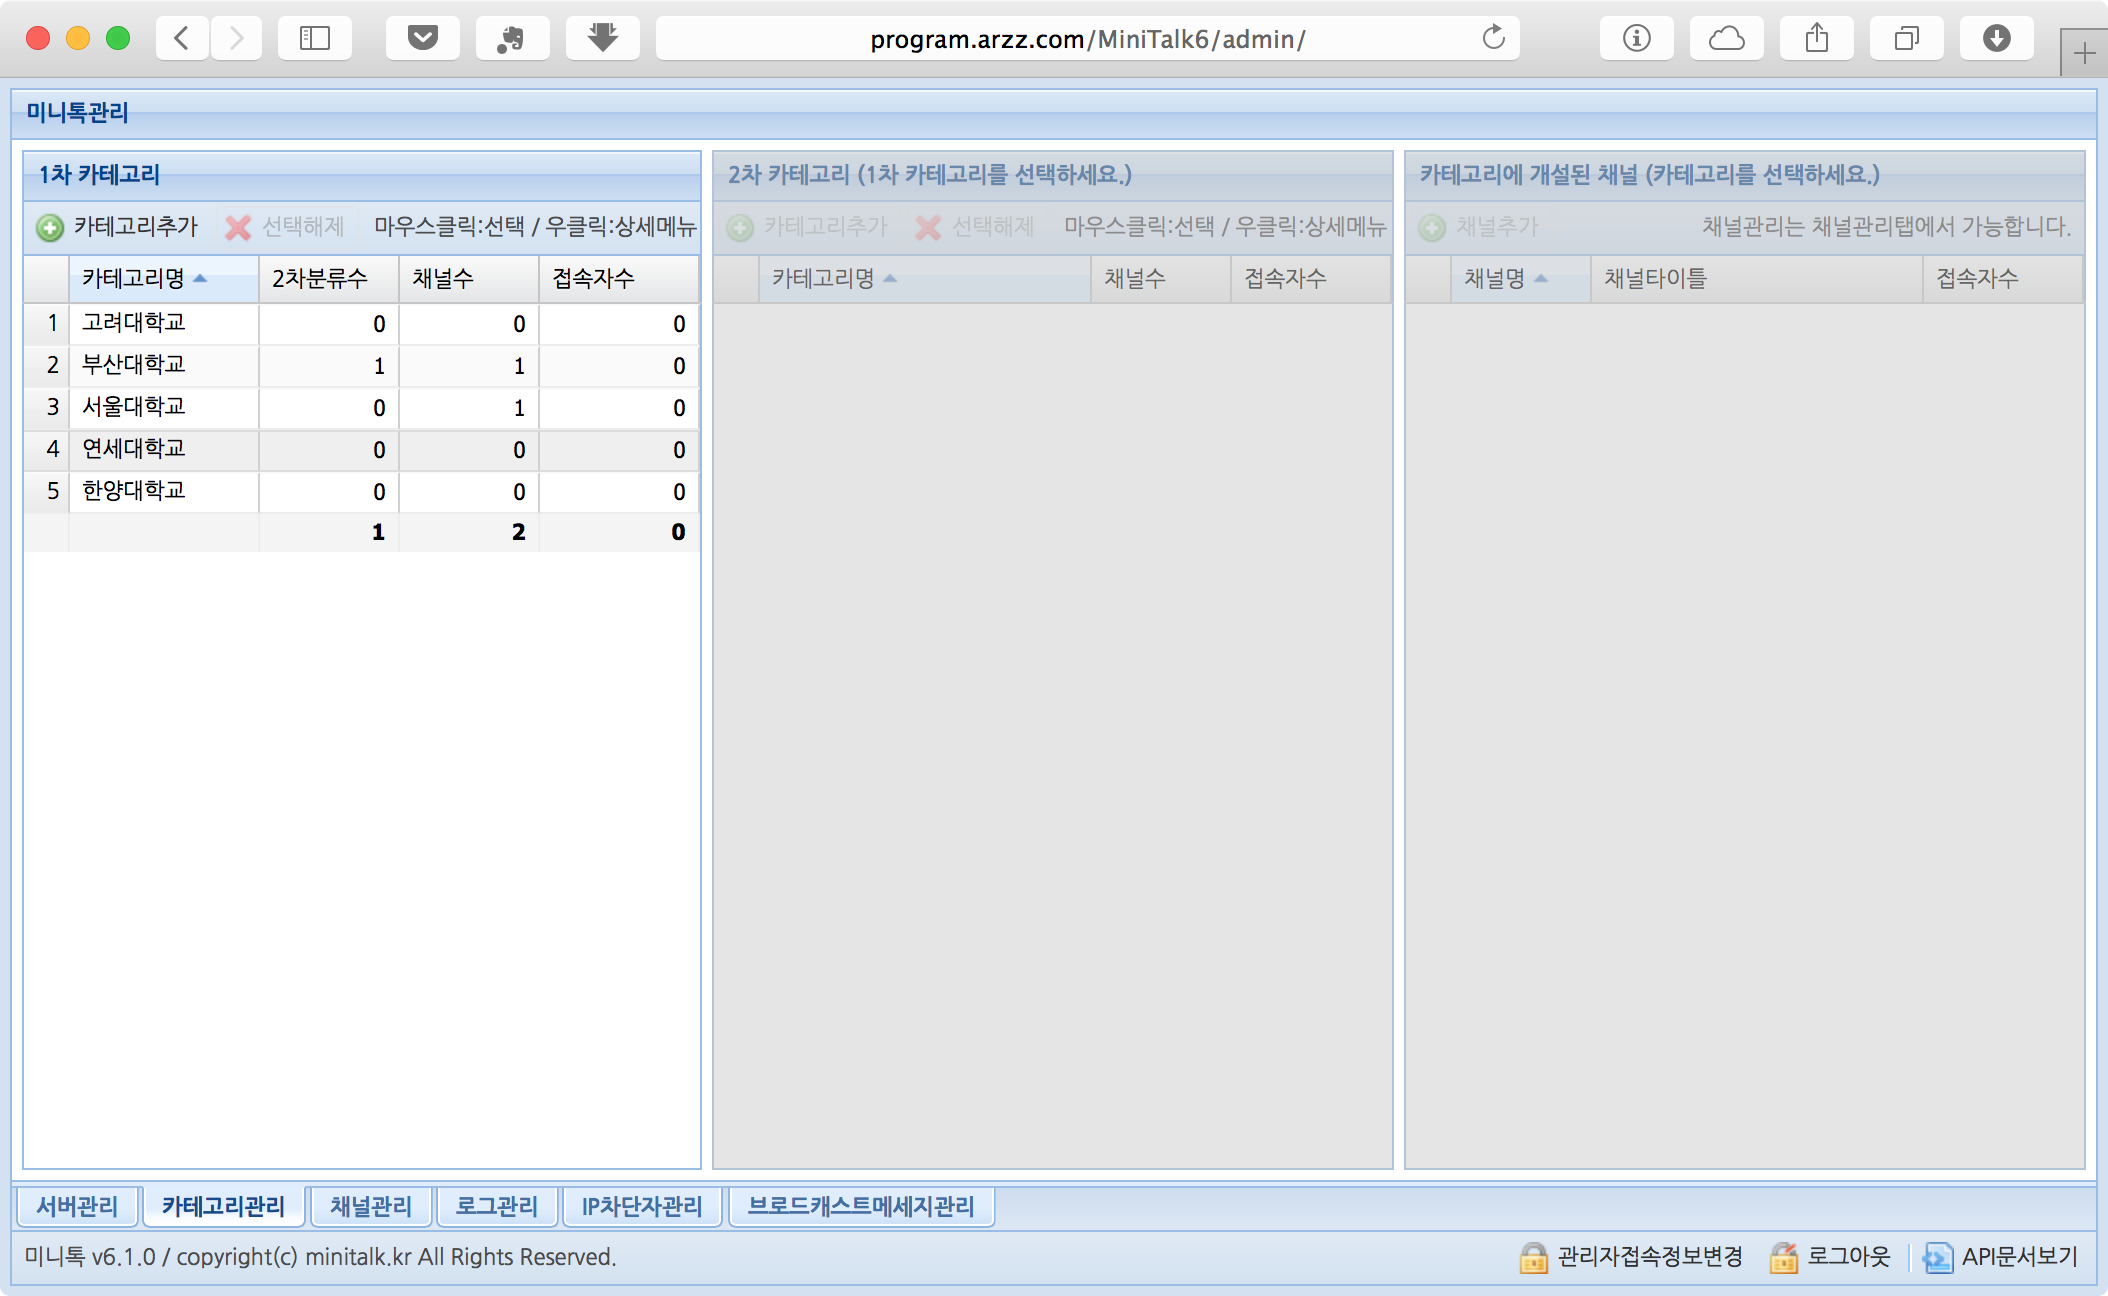 program.arzz.com/MiniTalk6/admin/
미니톡관리
1차 카테고리
카테고리추가 선택해제 마우스클릭:선택 / 우클릭:상세메뉴
카테고리명 2차분류수 채널수 접속자수
1 고려대학교 0 0 0
2 부산대학교 1 1 0
3 서울대학교 0 1 0
4 연세대학교 0 0 0
5 한양대학교 0 0 0
1 2 0
2차 카테고리 (1차 카테고리를 선택하세요.)
카테고리추가 선택해제 마우스클릭:선택 / 우클릭:상세메뉴
카테고리명 채널수 접속자수
카테고리에 개설된 채널 (카테고리를 선택하세요.)
채널추가 채널관리는 채널관리탭에서 가능합니다.
채널명 채널타이틀 접속자수
서버관리 카테고리관리 채널관리 로그관리 IP차단자관리 브로드캐스트메세지관리
미니톡 v6.1.0 / copyright(c) minitalk.kr All Rights Reserved. 관리자접속정보변경 로그아웃 API문서보기